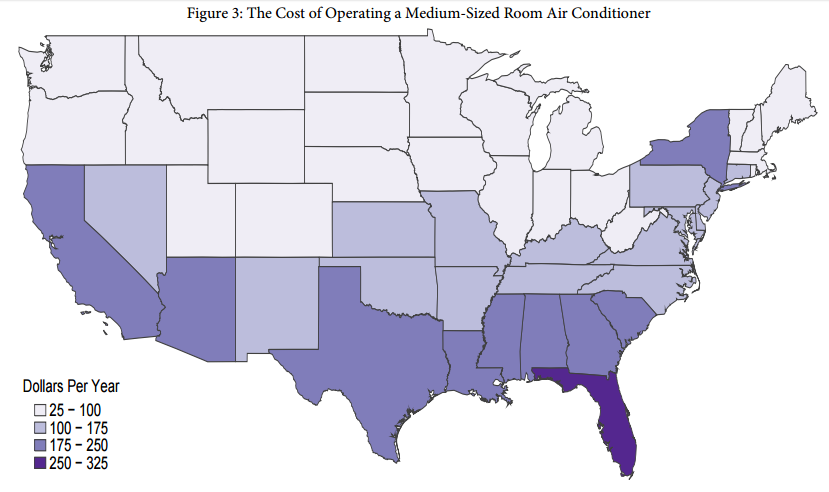 Figure 3: The Cost of Operating a Medium-Sized Room Air Conditioner
Dollars Per Year
25 – 100
100 – 175
175 – 250
250 – 325